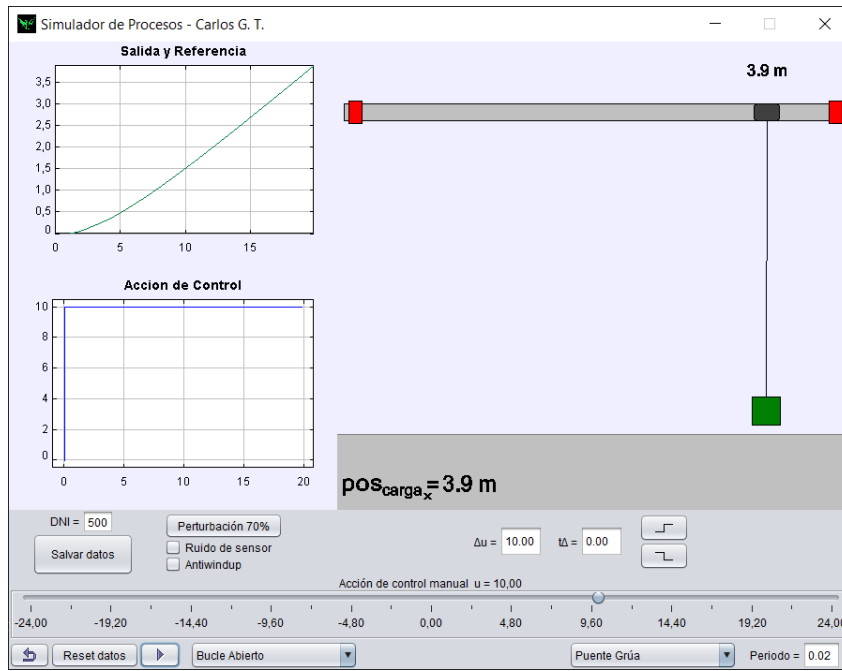 Simulador de Procesos - Carlos G. T.
Salida y Referencia
3,5
3,0
2,5
2,0
1,5
1,0
0,5
0
0 5 10 15
3.9 m
Accion de Control
10
8
6
4
2
0
0 5 10 15 20
pos carga x = 3.9 m
DNI = 500
Salvar datos
Perturbación 70%
Ruido de sensor
Antiwindup
Δu = 10.00 tΔ = 0.00
Acción de control manual u = 10,00
-24,00 -19,20 -14,40 -9,60 -4,80 0,00 4,80 9,60 14,40 19,20 24,00
Reset datos Bucle Abierto Puente Grúa Periodo = 0.02